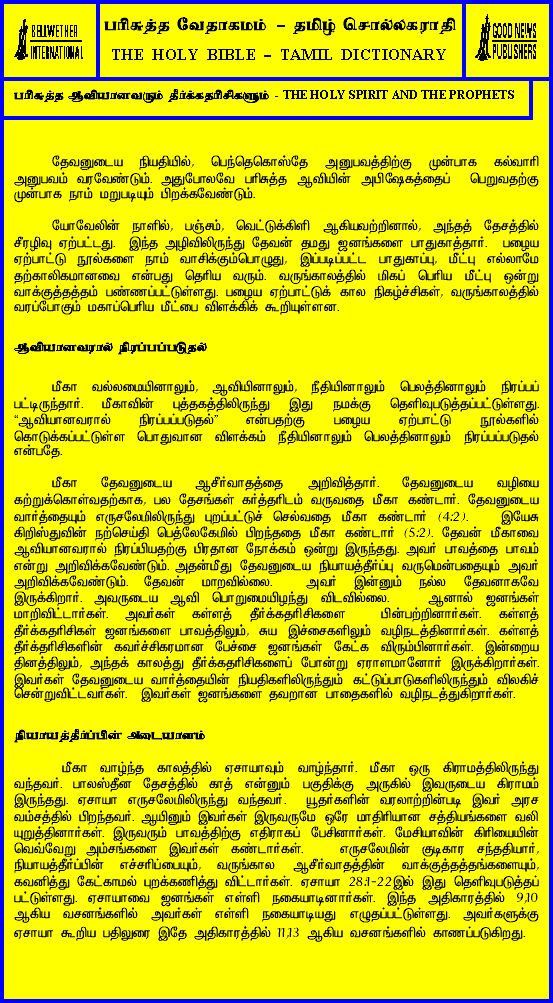 BELLWETHER
INTERNATIONAL
பரிசுத்த வேதாகமம் – தமிழ் சொல்லகராதி
THE HOLY BIBLE – TAMIL DICTIONARY
GOOD NEWS
PUBLISHERS
பரிசுத்த ஆவியானவரும் தீர்க்கதரிசிகளும் - THE HOLY SPIRIT AND THE PROPHETS
தேவனுடைய நியதியில், பெந்தெகொஸ்தே அனுபவத்திற்கு முன்பாக கல்வாரி
அனுபவம் வரவேண்டும். அதுபோலவே பரிசுத்த ஆவியின் அபிஷேகத்தைப் பெறுவதற்கு
முன்பாக நாம் மறுபடியும் பிறக்கவேண்டும்.
யோவேலின் நாளில், பஞ்சம், வெட்டுக்கிளி ஆகியவற்றினால், அந்தத் தேசத்தில்
சீரழிவு ஏற்பட்டது. இந்த அழிவிலிருந்து தேவன் தமது ஜனங்களை பாதுகாத்தார். பழைய
ஏற்பாட்டு நூல்களை நாம் வாசிக்கும்பொழுது, இப்படிப்பட்ட பாதுகாப்பு, மீட்பு எல்லாமே
தற்காலிகமானவை என்பது தெரிய வரும். வருங்காலத்தில் மிகப் பெரிய மீட்பு ஒன்று
வாக்குத்தத்தம் பண்ணப்பட்டுள்ளது. பழைய ஏற்பாட்டுக் கால நிகழ்ச்சிகள், வருங்காலத்தில்
வரப்போகும் மகாப்பெரிய மீட்பை விளக்கிக் கூறியுள்ளன.
ஆவியானவரால் நிரப்பப்படுதல்
மீகா வல்லமையினாலும், ஆவியினாலும், நீதியினாலும் பெலத்தினாலும் நிரப்பப்
பட்டிருந்தார். மீகாவின் புத்தகத்திலிருந்து இது நமக்கு தெளிவுபடுத்தப்பட்டுள்ளது.
“ஆவியானவரால் நிரப்பப்படுதல்” என்பதற்கு பழைய ஏற்பாட்டு நூல்களில்
கொடுக்கப்பட்டுள்ள பொதுவான விளக்கம் நீதியினாலும் பெலத்தினாலும் நிரப்பப்படுதல்
என்பதே.
மீகா தேவனுடைய ஆசீர்வாதத்தை அறிவித்தார். தேவனுடைய வழியை
கற்றுக்கொள்வதற்காக, பல தேசங்கள் கர்த்தரிடம் வருவதை மீகா கண்டார். தேவனுடைய
வார்த்தையும் எருசலேமிலிருந்து புறப்பட்டுச் செல்வதை மீகா கண்டார் (4:2). இயேசு
கிறிஸ்துவின் நற்செய்தி பெத்லேகேமில் பிறந்ததை மீகா கண்டார் (5:2). தேவன் மீகாவை
ஆவியானவரால் நிரப்பியதற்கு பிரதான நோக்கம் ஒன்று இருந்தது. அவர் பாவத்தை பாவம்
என்று அறிவிக்கவேண்டும். அதன்மீது தேவனுடைய நியாயத்தீர்ப்பு வருமென்பதையும் அவர்
அறிவிக்கவேண்டும். தேவன் மாறவில்லை. அவர் இன்னும் நல்ல தேவனாகவே
இருக்கிறார். அவருடைய ஆவி பொறுமையிழந்து விடவில்லை. ஆனால் ஜனங்கள்
மாறிவிட்டார்கள். அவர்கள் கள்ளத் தீர்க்கதரிசிகளை பின்பற்றினார்கள். கள்ளத்
தீர்க்கதரிசிகள் ஜனங்களை பாவத்திலும், சுய இச்சைகளிலும் வழிநடத்தினார்கள். கள்ளத்
தீர்க்தரிசிகளின் கவர்ச்சிகரமான பேச்சை ஜனங்கள் கேட்க விரும்பினார்கள். இன்றைய
தினத்திலும், அந்தக் காலத்து தீர்க்கதரிசிகளைப் போன்று ஏராளமானோர் இருக்கிறார்கள்.
இவர்கள் தேவனுடைய வார்த்தையின் நியதிகளிலிருந்தும் கட்டுப்பாடுகளிலிருந்தும் விலகிச்
சென்றுவிட்டவர்கள். இவர்கள் ஜனங்களை தவறான பாதைகளில் வழிநடத்துகிறார்கள்.
நியாயத்தீர்ப்பின் அடையாளம்
மீகா வாழ்ந்த காலத்தில் ஏசாயாவும் வாழ்ந்தார். மீகா ஒரு கிராமத்திலிருந்து
வந்தவர். பாலஸ்தீன தேசத்தில் காத் என்னும் பகுதிக்கு அருகில் இவருடைய கிராமம்
இருந்தது. ஏசாயா எருசலேமிலிருந்து வந்தவர். யூதர்களின் வரலாற்றின்படி இவர் அரச
வம்சத்தில் பிறந்தவர். ஆயினும் இவர்கள் இருவருமே ஒரே மாதிரியான சத்தியங்களை வலி
யுறுத்தினார்கள். இருவரும் பாவத்திற்கு எதிராகப் பேசினார்கள். மேசியாவின் கிரியையின்
வெவ்வேறு அம்சங்களை இவர்கள் கண்டார்கள். எருசலேமின் குடிகார சந்ததியார்,
நியாயத்தீர்ப்பின் எச்சரிப்பையும், வருங்கால ஆசீர்வாதத்தின் வாக்குத்தத்தங்களையும்,
கவனித்து கேட்காமல் புறக்கணித்து விட்டார்கள். ஏசாயா 28:1-22இல் இது தெளிவுபடுத்தப்
பட்டுள்ளது. ஏசாயாவை ஜனங்கள் எள்ளி நகையாடினார்கள். இந்த அதிகாரத்தில் 9,10
ஆகிய வசனங்களில் அவர்கள் எள்ளி நகையாடியது எழுதப்பட்டுள்ளது. அவர்களுக்கு
ஏசாயா கூறிய பதிலுரை இதே அதிகாரத்தில் 11,13 ஆகிய வசனங்களில் காணப்படுகிறது.